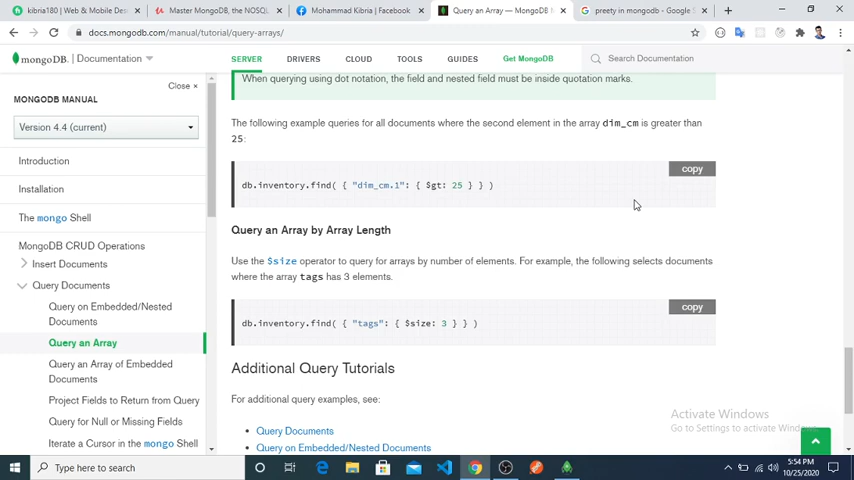 kibria180 | Web & Mobile Des
Master MongoDB, the NOSQL
Mohammad Kibria | Facebook
Query an Array — MongoDB M
preety in mongodb - Google S
docs.mongodb.com/manual/tutorial/query-arrays/
mongoDB. | Documentation
SERVER
DRIVERS
CLOUD
TOOLS
GUIDES
Get MongoDB
Search Documentation
Close ×
MONGODB MANUAL
Version 4.4 (current)
Introduction
Installation
The mongo Shell
MongoDB CRUD Operations
Insert Documents
Query Documents
Query on Embedded/Nested
Documents
Query an Array
Query an Array of Embedded
Documents
Project Fields to Return from Query
Query for Null or Missing Fields
Iterate a Cursor in the mongo Shell
When querying using dot notation, the field and nested field must be inside quotation marks.
The following example queries for all documents where the second element in the array dim_cm is greater than
25:
copy
db.inventory.find( { "dim_cm.1": { $gt: 25 } } )
Query an Array by Array Length
Use the $size operator to query for arrays by number of elements. For example, the following selects documents
where the array tags has 3 elements.
copy
db.inventory.find( { "tags": { $size: 3 } } )
Additional Query Tutorials
For additional query examples, see:
Query Documents
Query on Embedded/Nested Documents
Activate Windows
Go to Settings to activate Windows.
Type here to search
5:54 PM
10/25/2020